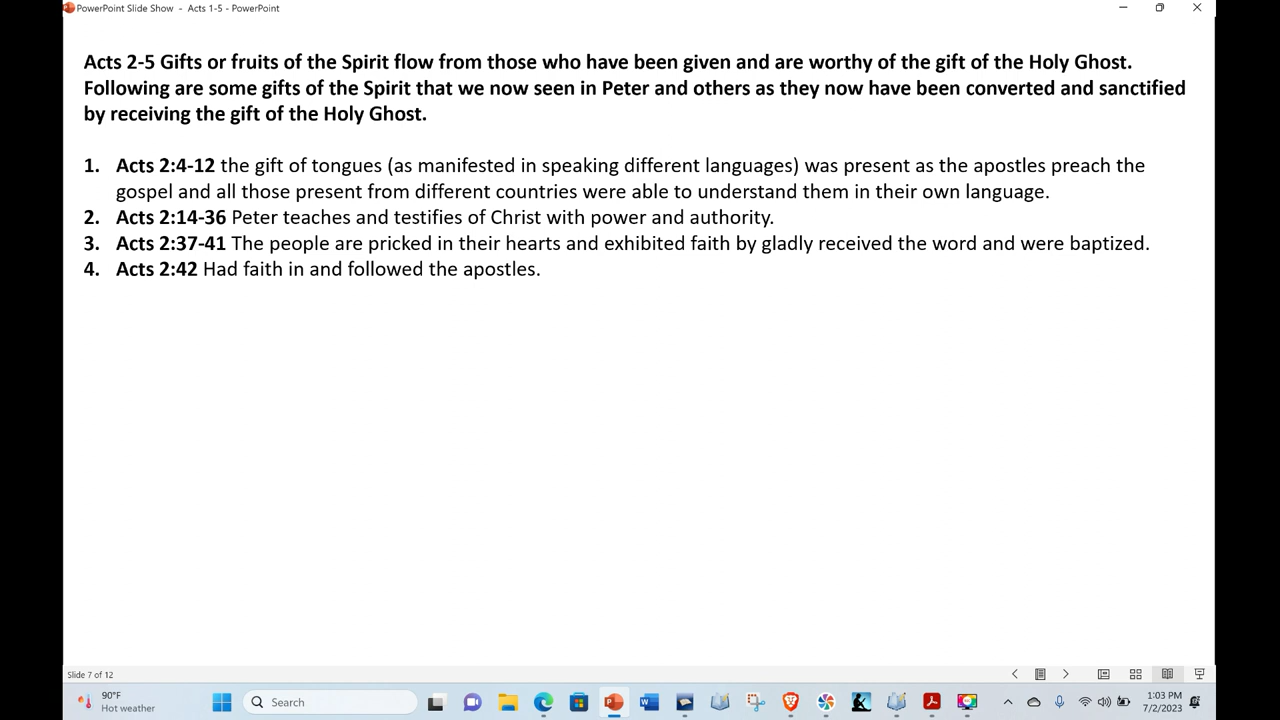 PowerPoint Slide Show - Acts 1-5 - PowerPoint
Acts 2-5 Gifts or fruits of the Spirit flow from those who have been given and are worthy of the gift of the Holy Ghost.
Following are some gifts of the Spirit that we now seen in Peter and others as they now have been converted and sanctified
by receiving the gift of the Holy Ghost.
1. Acts 2:4-12 the gift of tongues (as manifested in speaking different languages) was present as the apostles preach the
gospel and all those present from different countries were able to understand them in their own language.
2. Acts 2:14-36 Peter teaches and testifies of Christ with power and authority.
3. Acts 2:37-41 The people are pricked in their hearts and exhibited faith by gladly received the word and were baptized.
4. Acts 2:42 Had faith in and followed the apostles.
Slide 7 of 12
90°F
Hot weather
Search
1:03 PM
7/2/2023